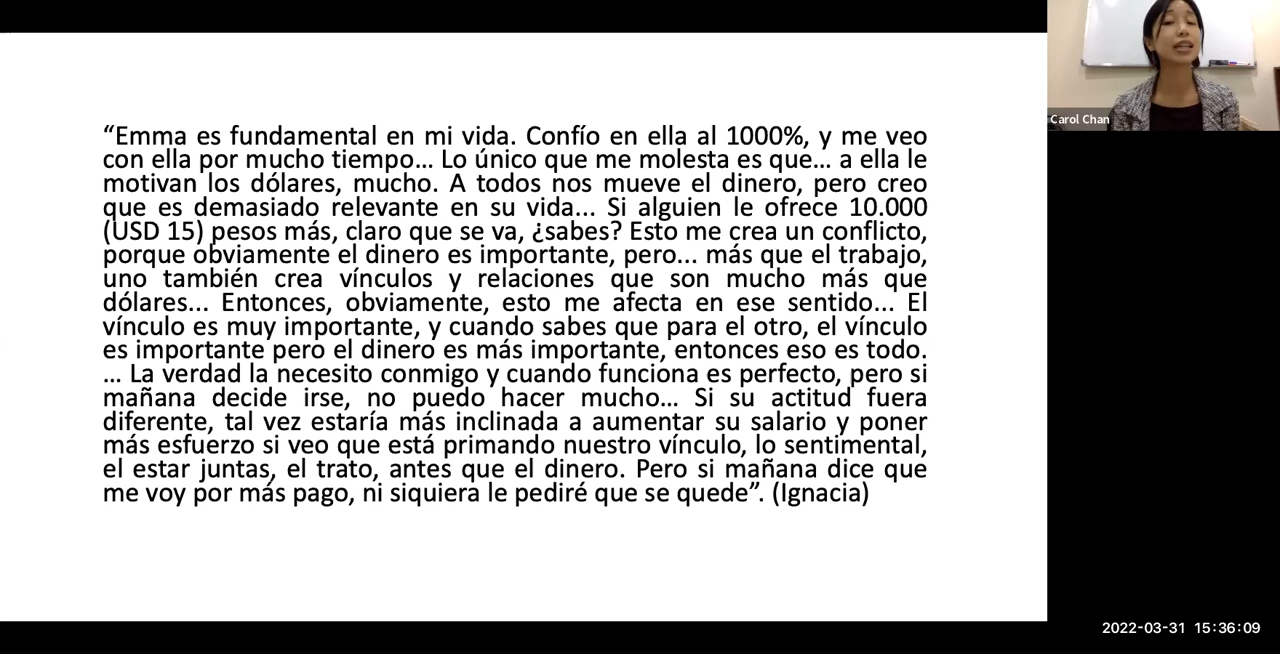 “Emma es fundamental en mi vida. Confío en ella al 1000%, y me veo
con ella por mucho tiempo… Lo único que me molesta es que… a ella le
motivan los dólares, mucho. A todos nos mueve el dinero, pero creo
que es demasiado relevante en su vida... Si alguien le ofrece 10.000
(USD 15) pesos más, claro que se va, ¿sabes? Esto me crea un conflicto,
porque obviamente el dinero es importante, pero... más que el trabajo,
uno también crea vínculos y relaciones que son mucho más que
dólares... Entonces, obviamente, esto me afecta en ese sentido... El
vínculo es muy importante, y cuando sabes que para el otro, el vínculo
es importante pero el dinero es más importante, entonces eso es todo.
… La verdad la necesito conmigo y cuando funciona es perfecto, pero si
mañana decide irse, no puedo hacer mucho… Si su actitud fuera
diferente, tal vez estaría más inclinada a aumentar su salario y poner
más esfuerzo si veo que está primando nuestro vínculo, lo sentimental,
el estar juntas, el trato, antes que el dinero. Pero si mañana dice que
me voy por más pago, ni siquiera le pediré que se quede”. (Ignacia)
Carol Chan
2022-03-31 15:36:09